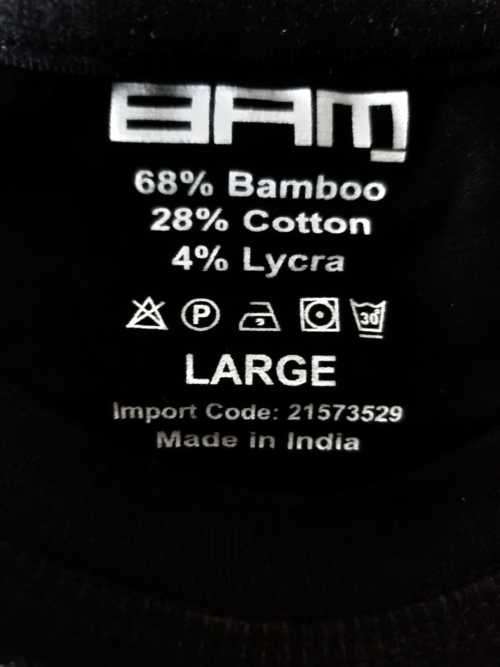 BAM
68% Bamboo
28% Cotton
4% Lycra
P 30°
LARGE
Import Code: 21573529
Made in India